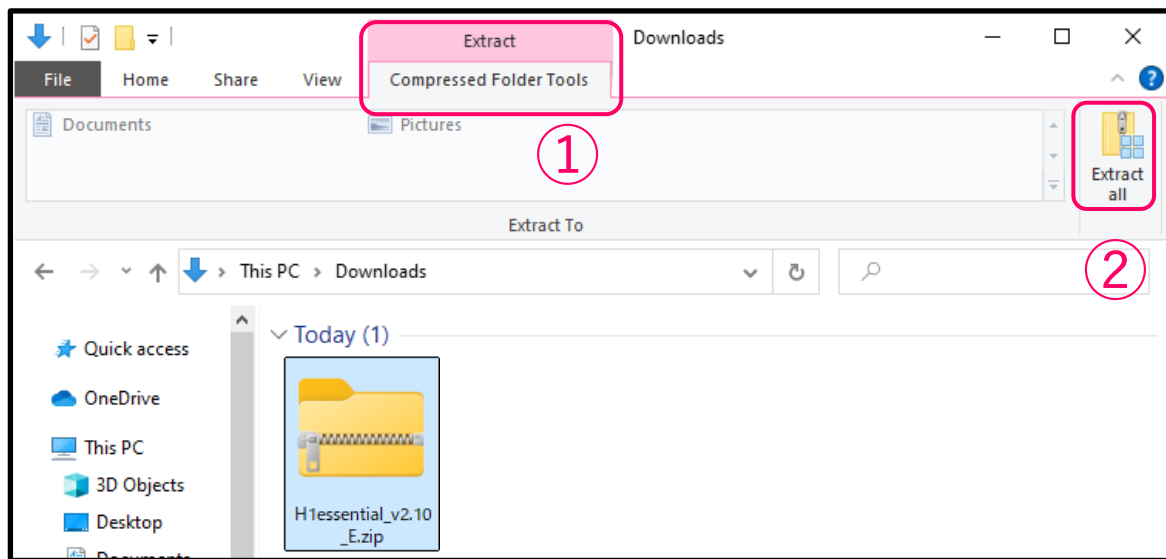 Extract
Downloads
File Home Share View Compressed Folder Tools
Documents Pictures
①
Extract
all
Extract To
②
This PC > Downloads
Today (1)
Quick access
OneDrive
This PC
3D Objects
Desktop
Documents
H1essential_v2.10
_E.zip